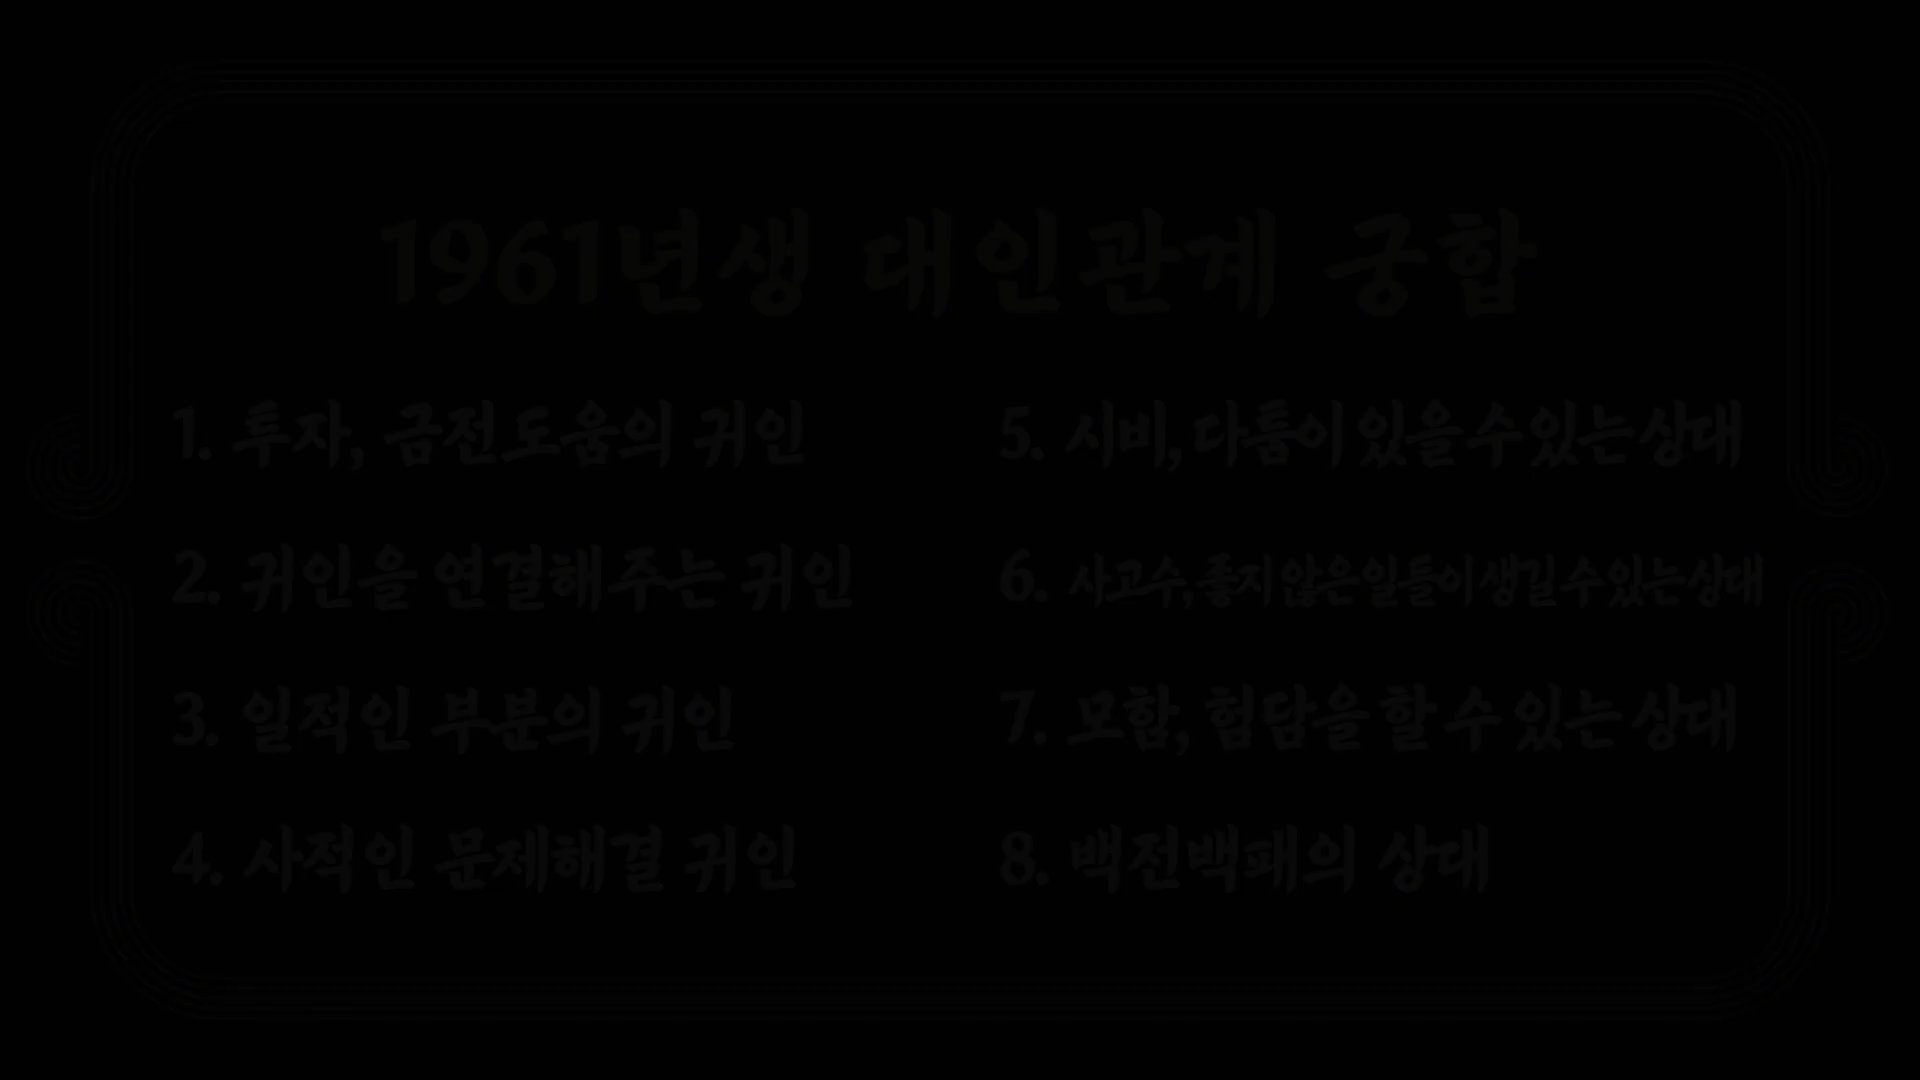 1961년생 대인관계 궁합
1. 투자, 금전도움의 귀인
2. 귀인을 연결해주는 귀인
3. 일적인 부분의 귀인
4. 사적인 문제해결 귀인
5. 시비, 다툼이 있을 수 있는 상대
6. 사고수, 좋지 않은 일들이 생길 수 있는 상대
7. 모함, 험담을 할 수 있는 상대
8. 백전백패의 상대